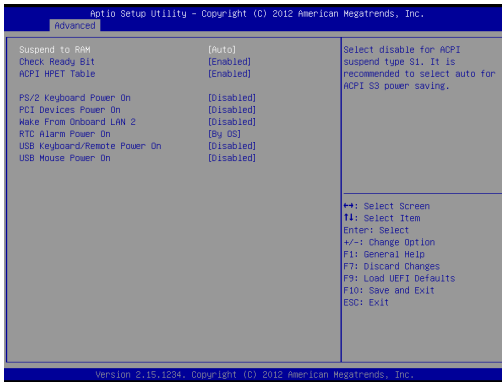 Aptio Setup Utility - Copyright (C) 2012 American Megatrends, Inc.
Advanced
Suspend to RAM [Auto]
Check Ready Bit [Enabled]
ACPI HPET Table [Enabled]
PS/2 Keyboard Power On [Disabled]
PCI Devices Power On [Disabled]
Wake From Onboard LAN 2 [Disabled]
RTC Alarm Power On [By OS]
USB Keyboard/Remote Power On [Disabled]
USB Mouse Power On [Disabled]
Select disable for ACPI
suspend type S1. It is
recommended to select auto for
ACPI S3 power saving.
↔: Select Screen
↑↓: Select Item
Enter: Select
+/-: Change Option
F1: General Help
F7: Discard Changes
F9: Load UEFI Defaults
F10: Save and Exit
ESC: Exit
Version 2.15.1234. Copyright (C) 2012 American Megatrends, Inc.